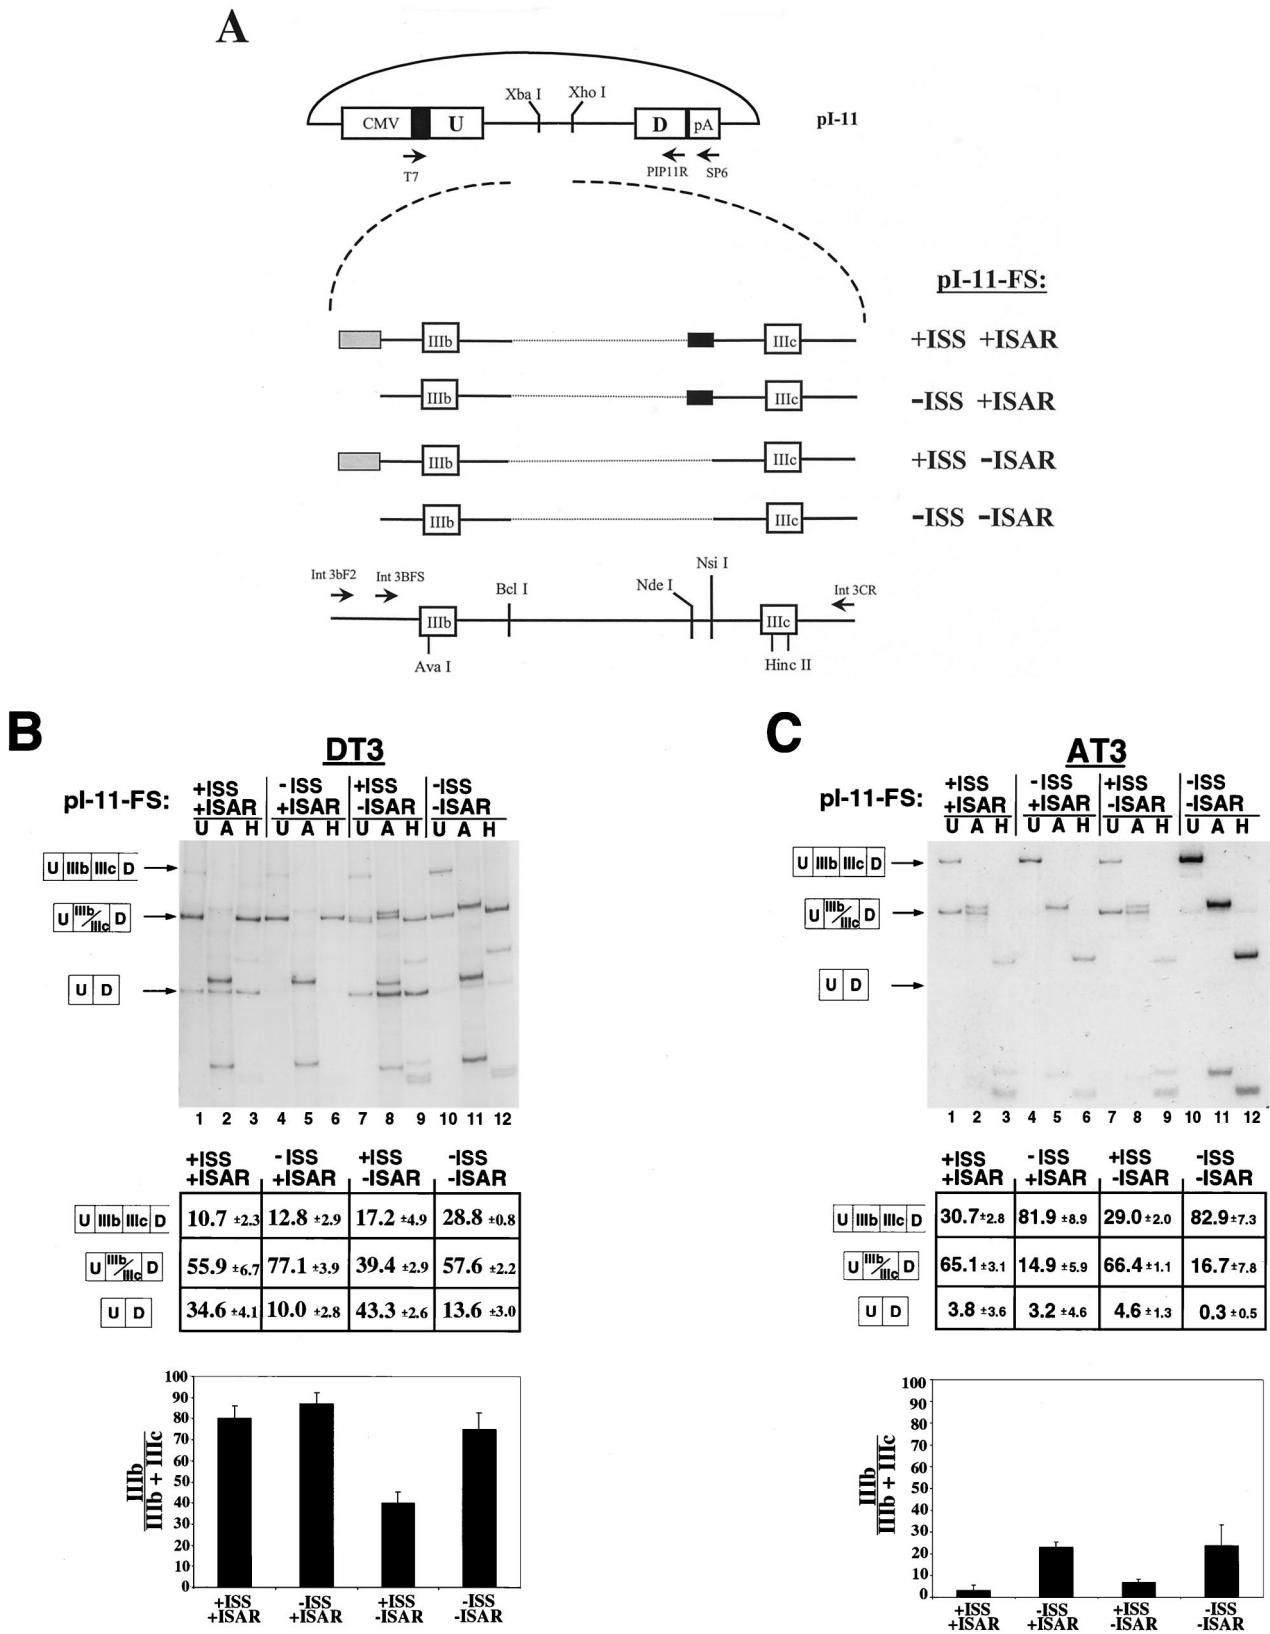 A
Xba I
Xho I
CMV
U
D
pA
pI-11
T7
PIP11R
SP6
pI-11-FS:
IIIb
IIIc
+ISS +ISAR
IIIb
IIIc
-ISS +ISAR
IIIb
IIIc
+ISS -ISAR
IIIb
IIIc
-ISS -ISAR
Int 3bF2
Int 3BFS
Bcl I
Nde I
Nsi I
Int 3CR
IIIb
IIIc
Ava I
Hinc II
B
DT3
pI-11-FS:
+ISS -ISS +ISS -ISS
+ISAR +ISAR -ISAR -ISAR
U A H U A H U A H U A H
U IIIb IIIc D
U IIIb/IIIc D
U D
1 2 3 4 5 6 7 8 9 10 11 12
+ISS -ISS +ISS -ISS
+ISAR +ISAR -ISAR -ISAR
U IIIb IIIc D 10.7 ±2.3 12.8 ±2.9 17.2 ±4.9 28.8 ±0.8
U IIIb/IIIc D 55.9 ±6.7 77.1 ±3.9 39.4 ±2.9 57.6 ±2.2
U D 34.6 ±4.1 10.0 ±2.8 43.3 ±2.6 13.6 ±3.0
100
90
80
70
60
50
40
30
20
10
0
IIIb
IIIb + IIIc
+ISS -ISS +ISS -ISS
+ISAR +ISAR -ISAR -ISAR
C
AT3
pI-11-FS:
+ISS -ISS +ISS -ISS
+ISAR +ISAR -ISAR -ISAR
U A H U A H U A H U A H
U IIIb IIIc D
U IIIb/IIIc D
U D
1 2 3 4 5 6 7 8 9 10 11 12
+ISS -ISS +ISS -ISS
+ISAR +ISAR -ISAR -ISAR
U IIIb IIIc D 30.7±2.8 81.9 ±8.9 29.0 ±2.0 82.9±7.3
U IIIb/IIIc D 65.1 ±3.1 14.9 ±5.9 66.4 ±1.1 16.7±7.8
U D 3.8 ±3.6 3.2 ±4.6 4.6 ±1.3 0.3 ±0.5
100
90
80
70
60
50
40
30
20
10
0
IIIb
IIIb + IIIc
+ISS -ISS +ISS -ISS
+ISAR +ISAR -ISAR -ISAR